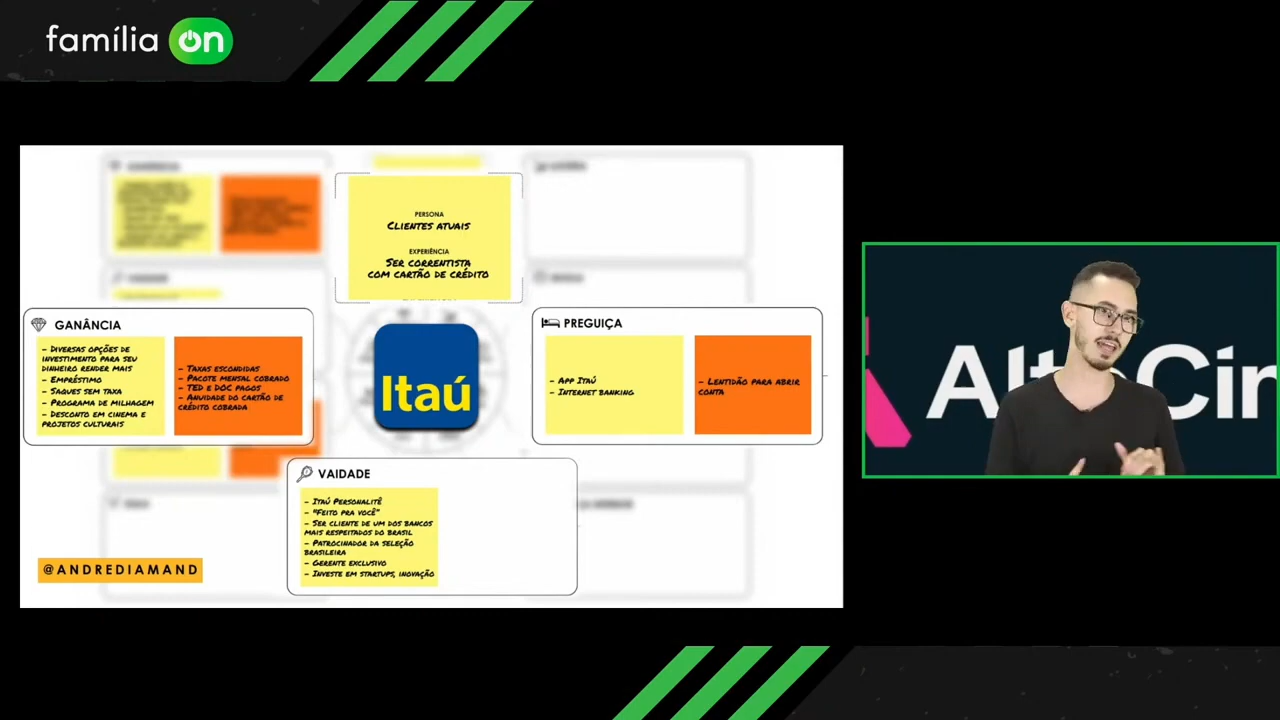 família on
PERSONA
CLIENTES ATUAIS
EXPERIÊNCIA
SER CORRENTISTA
COM CARTÃO DE CRÉDITO
GANÂNCIA
- DIVERSAS OPÇÕES DE
INVESTIMENTO PARA SEU
DINHEIRO RENDER MAIS
- EMPRÉSTIMO
- SAQUES SEM TAXA
- PROGRAMA DE MILHAGEM
- DESCONTO EM CINEMA E
PROJETOS CULTURAIS
- TAXAS ESCONDIDAS
- PACOTE MENSAL COBRADO
- TED E DOC PAGOS
- ANUIDADE DO CARTÃO DE
CRÉDITO COBRADA
Itaú
PREGUIÇA
- APP ITAÚ
- INTERNET BANKING
- LENTIDÃO PARA ABRIR
CONTA
VAIDADE
- ITAÚ PERSONALITÊ
- "FEITO PRA VOCÊ"
- SER CLIENTE DE UM DOS BANCOS
MAIS RESPEITADOS DO BRASIL
- PATROCINADOR DA SELEÇÃO
BRASILEIRA
- GERENTE EXCLUSIVO
- INVESTE EM STARTUPS, INOVAÇÃO
@ANDREDIAMAND